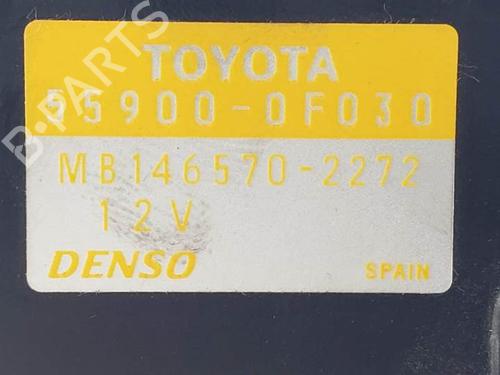 TOYOTA
55900-0F030
MB146570-2272
12V
DENSO
SPAIN
B-PARTS